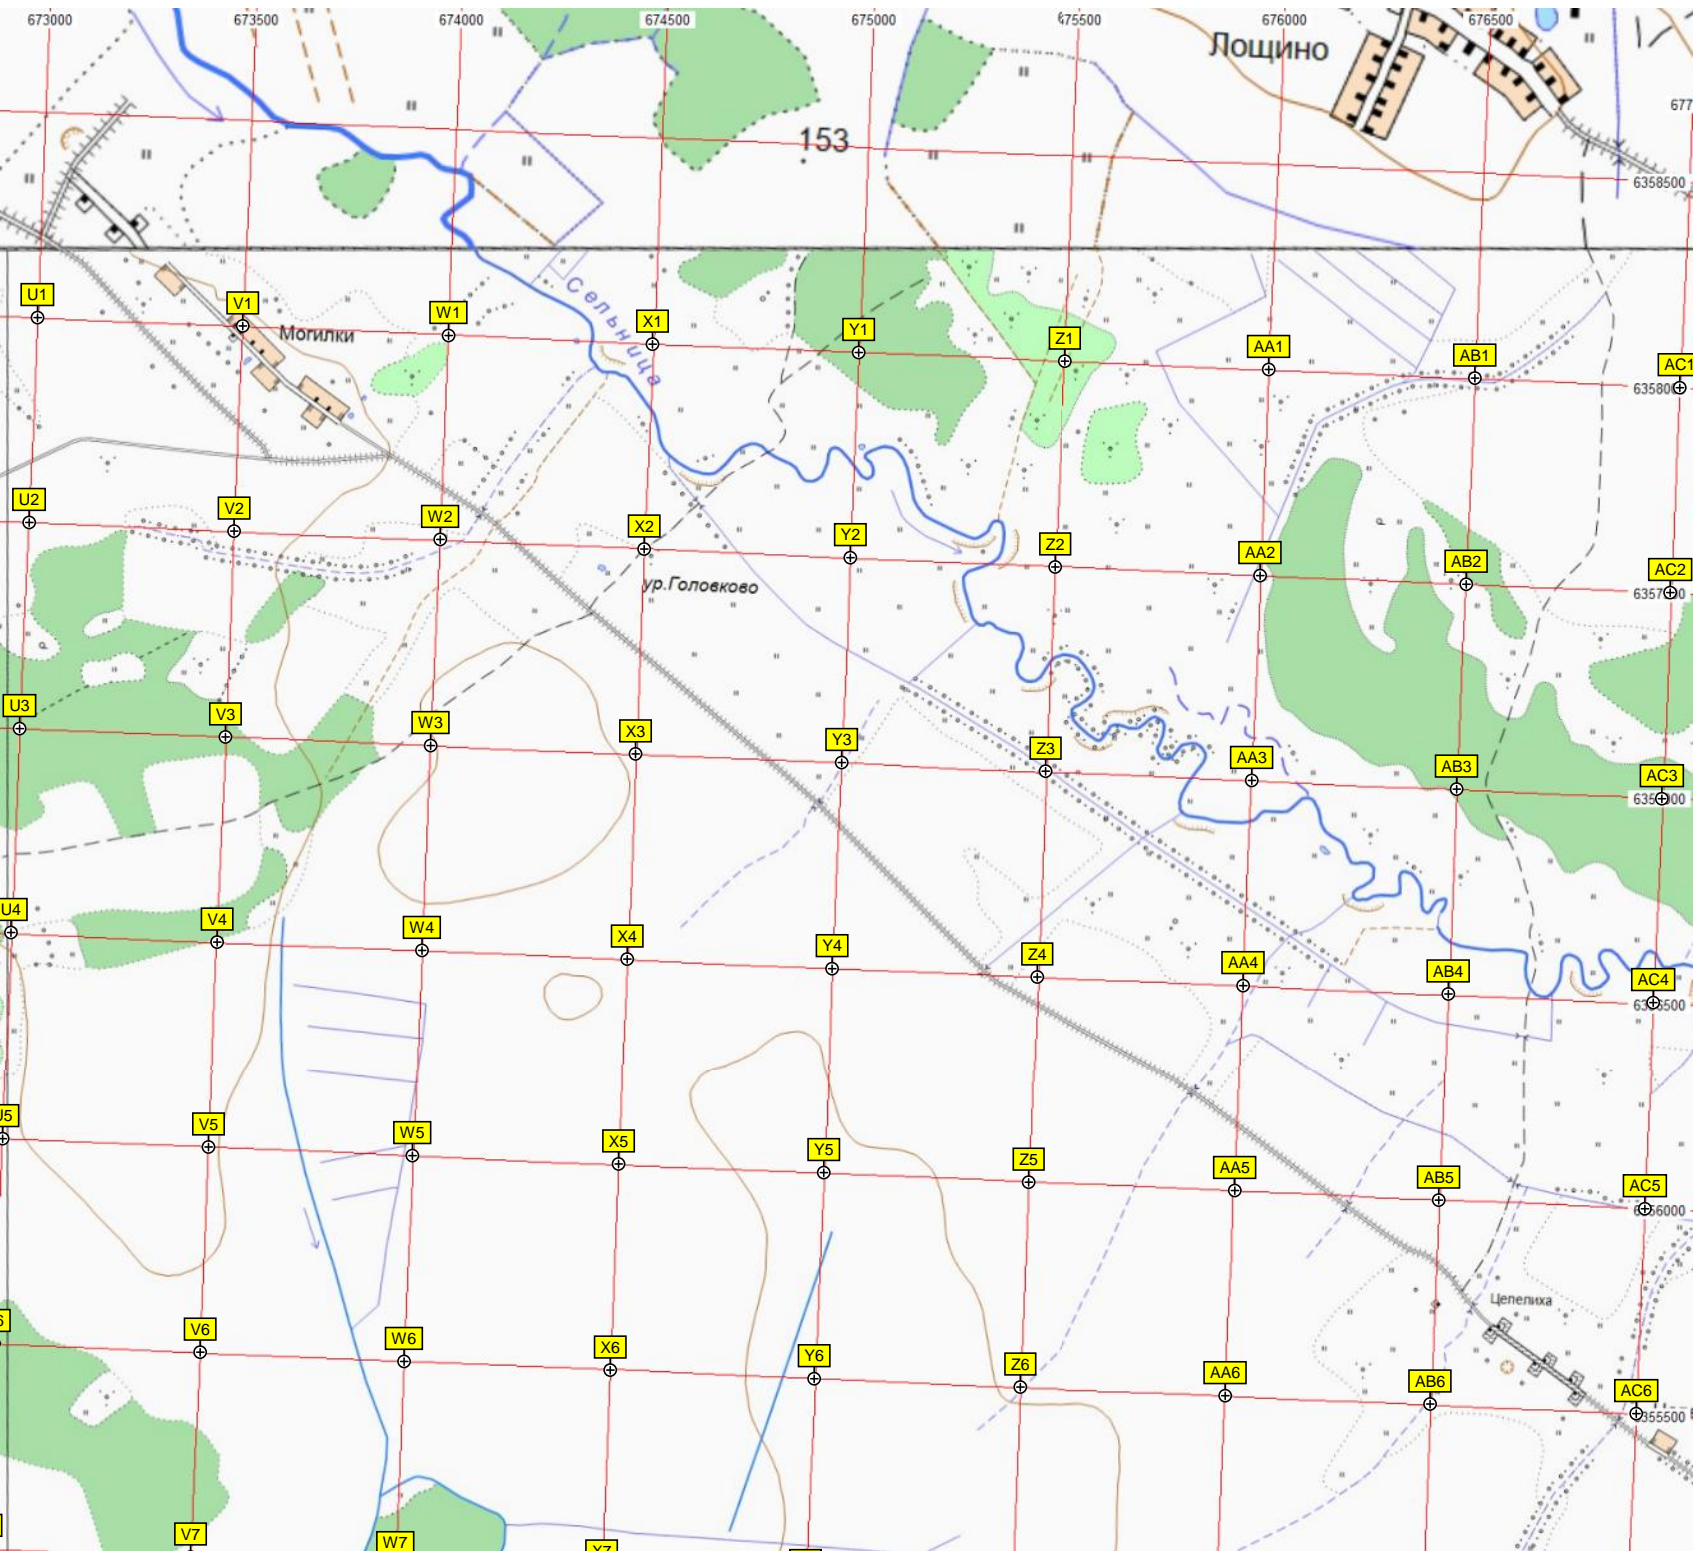 673000 673500 674000 674500 675000 675500 676000 676500
Лощино
677
153
6358500
Сельница
U1 V1 W1 X1 Y1 Z1 AA1 AB1 AC1
Могилки
U2 V2 W2 X2 Y2 Z2 AA2 AB2 AC2
ур.Головково
U3 V3 W3 X3 Y3 Z3 AA3 AB3 AC3
U4 V4 W4 X4 Y4 Z4 AA4 AB4 AC4
V5 W5 X5 Y5 Z5 AA5 AB5 AC5
Цепелиха
V6 W6 X6 Y6 Z6 AA6 AB6 AC6
V7 W7